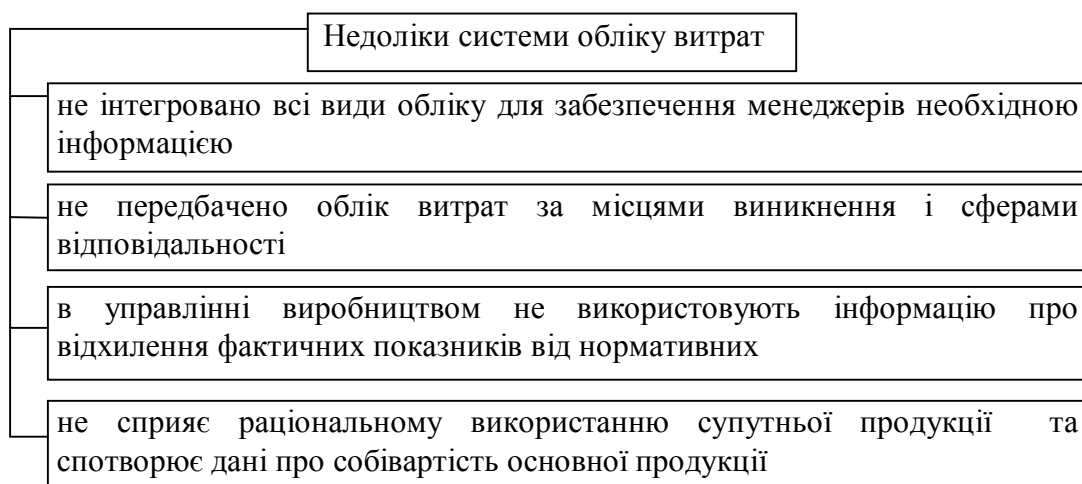 Недоліки системи обліку витрат
не інтегровано всі види обліку для забезпечення менеджерів необхідною
інформацією
не передбачено облік витрат за місцями виникнення і сферами
відповідальності
в управлінні виробництвом не використовують інформацію про
відхилення фактичних показників від нормативних
не сприяє раціональному використанню супутньої продукції та
спотворює дані про собівартість основної продукції